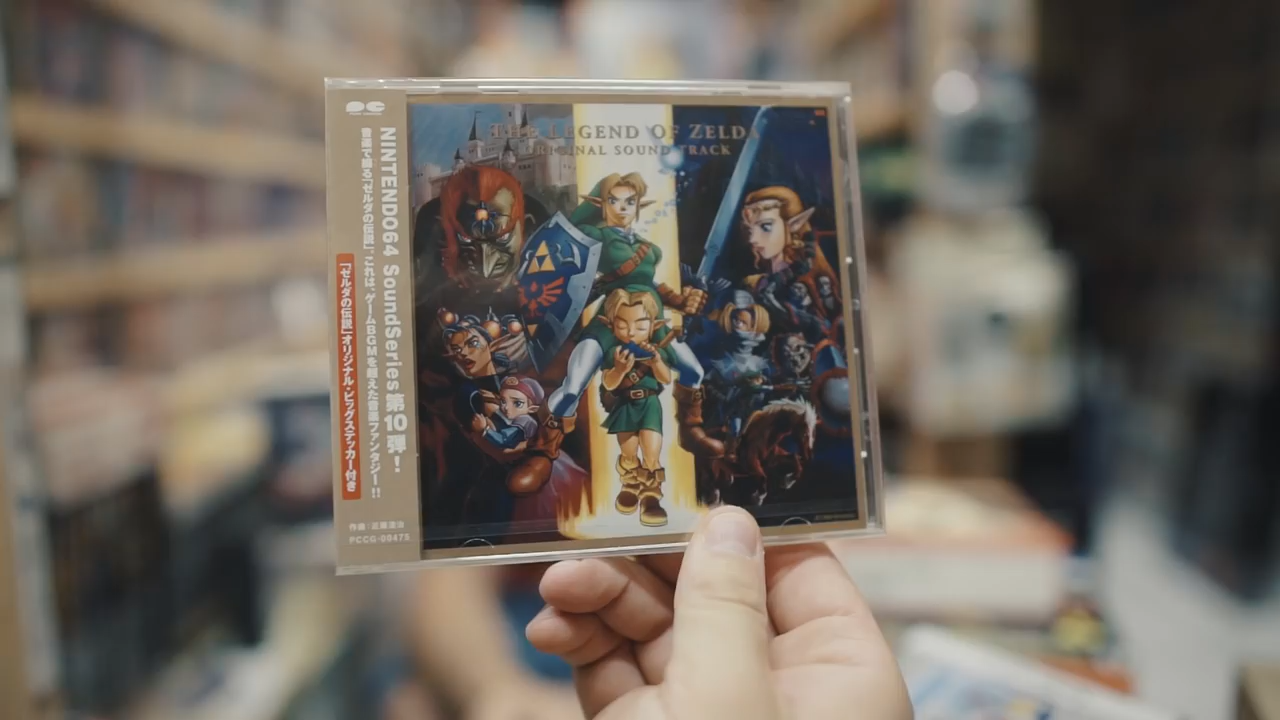 NINTENDO64 SoundSeries 第10弾!
音楽で蘇る「ゼルダの伝説」、これは、ゲームBGMを超えた音楽ファンタジー!!
「ゼルダの伝説」オリジナル・ビッグステッカー付き
作曲:近藤浩治
PCCG-00475
THE LEGEND OF ZELDA
ORIGINAL SOUND TRACK